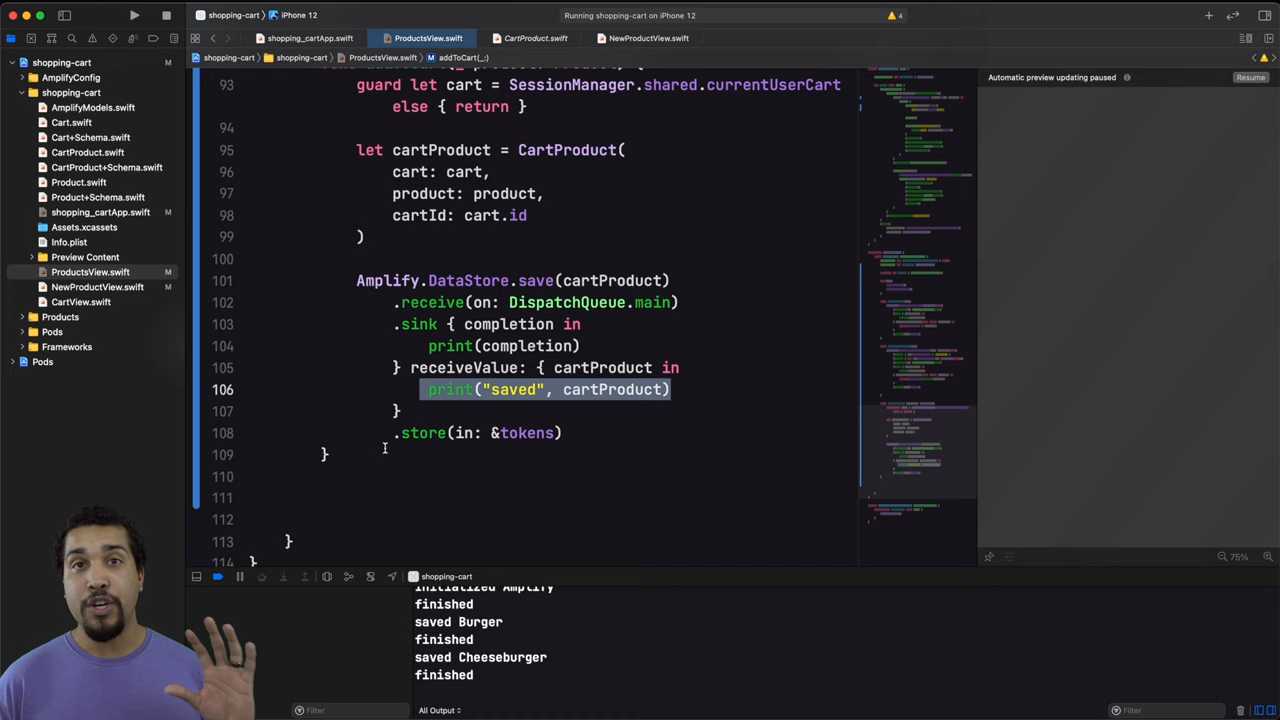 shopping-cart
iPhone 12
Running shopping-cart on iPhone 12
4
shopping_cartApp.swift
ProductsView.swift
CartProduct.swift
NewProductView.swift
shopping-cart
shopping-cart
ProductsView.swift
M
addToCart(_:)
shopping-cart
AmplifyConfig
shopping-cart
AmplifyModels.swift
M
Cart.swift
Cart+Schema.swift
CartProduct.swift
CartProduct+Schema.swift
Product.swift
Product+Schema.swift
shopping_cartApp.swift
M
Assets.xcassets
Info.plist
Preview Content
ProductsView.swift
M
NewProductView.swift
M
CartView.swift
Products
Pods
Frameworks
Pods
93 guard let cart = SessionManager.shared.currentUserCart
else { return }
94
95 let cartProduct = CartProduct(
96 cart: cart,
97 product: product,
98 cartId: cart.id
99 )
100
101 Amplify.DataStore.save(cartProduct)
102 .receive(on: DispatchQueue.main)
103 .sink { completion in
104 print(completion)
105 } receiveValue: { cartProduct in
106 print("saved", cartProduct)
107 }
108 .store(in: &tokens)
109 }
110
111
112
113 }
114 }
Automatic preview updating paused
Resume
75%
shopping-cart
initialized Amplify
finished
saved Burger
finished
saved Cheeseburger
finished
Filter
All Output
Filter